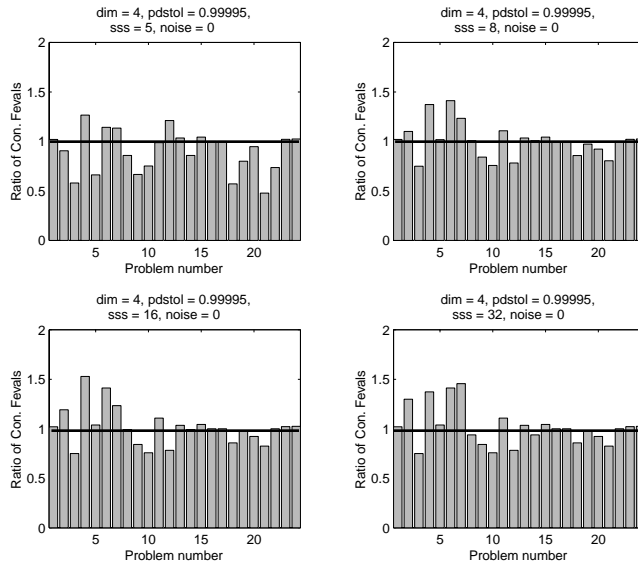 dim = 4, pdstol = 0.99995,
sss = 5, noise = 0
2
1.5
1
0.5
0
Ratio of Con. Fevals
5
10
15
20
Problem number
dim = 4, pdstol = 0.99995,
sss = 8, noise = 0
2
1.5
1
0.5
0
Ratio of Con. Fevals
5
10
15
20
Problem number
dim = 4, pdstol = 0.99995,
sss = 16, noise = 0
2
1.5
1
0.5
0
Ratio of Con. Fevals
5
10
15
20
Problem number
dim = 4, pdstol = 0.99995,
sss = 32, noise = 0
2
1.5
1
0.5
0
Ratio of Con. Fevals
5
10
15
20
Problem number